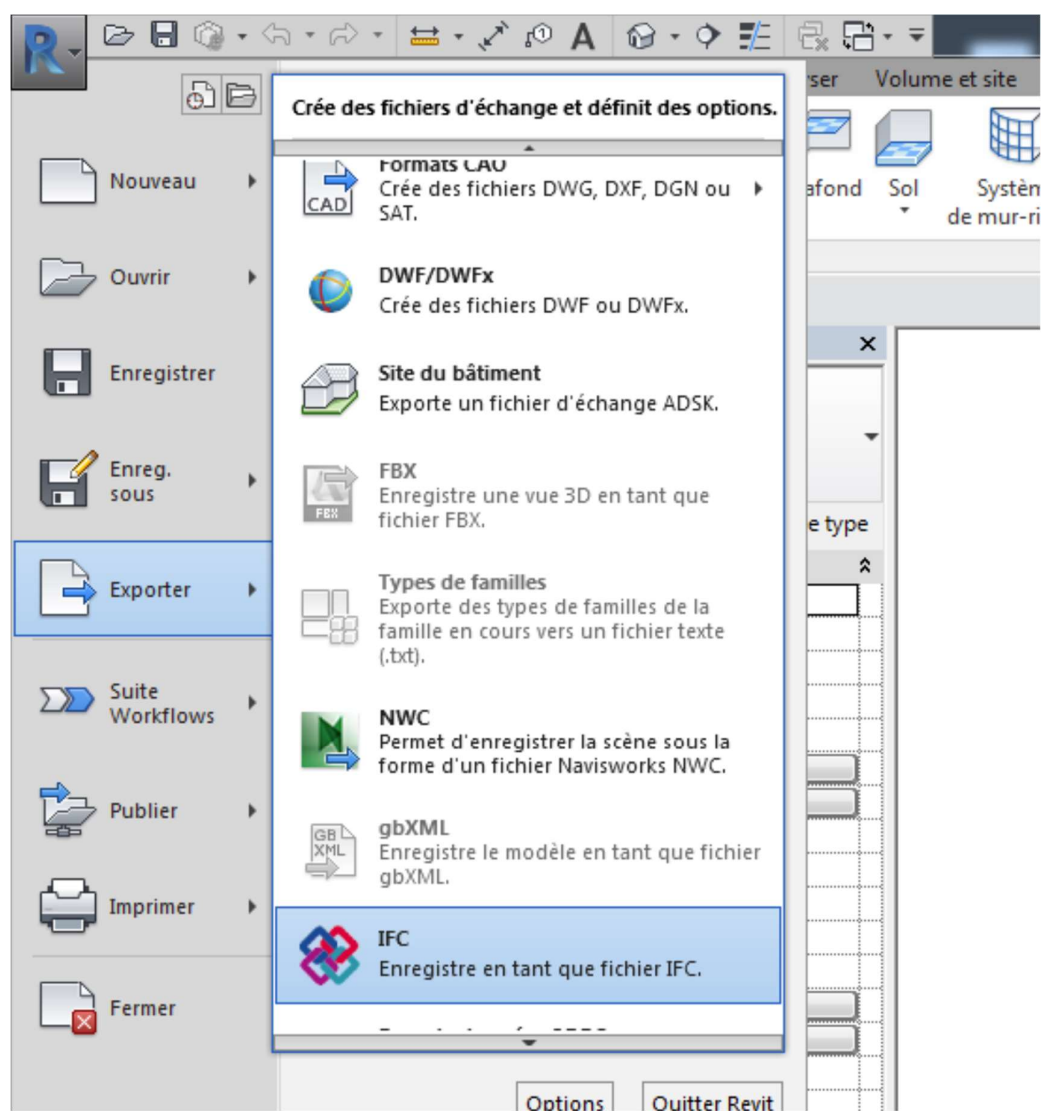 R
1
A
ser
Volume et site
Crée des fichiers d'échange et définit des options.
Nouveau
Ouvrir
Enregistrer
Enreg.
sous
Exporter
Suite
Workflows
Publier
Imprimer
Fermer
CAD
Formats CAO
Crée des fichiers DWG, DXF, DGN ou
SAT.
DWF/DWFx
Crée des fichiers DWF ou DWFx.
Site du bâtiment
Exporte un fichier d'échange ADSK.
FBX
FBX
Enregistre une vue 3D en tant que
fichier FBX.
Types de familles
Exporte des types de familles de la
famille en cours vers un fichier texte
(.txt).
N
NWC
Permet d'enregistrer la scène sous la
forme d'un fichier Navisworks NWC.
GB
XML
gbXML
Enregistre le modèle en tant que fichier
gbXML.
IFC
Enregistre en tant que fichier IFC.
afond
Sol
Systèm
de mur-ri
e type
Options
Quitter Revit